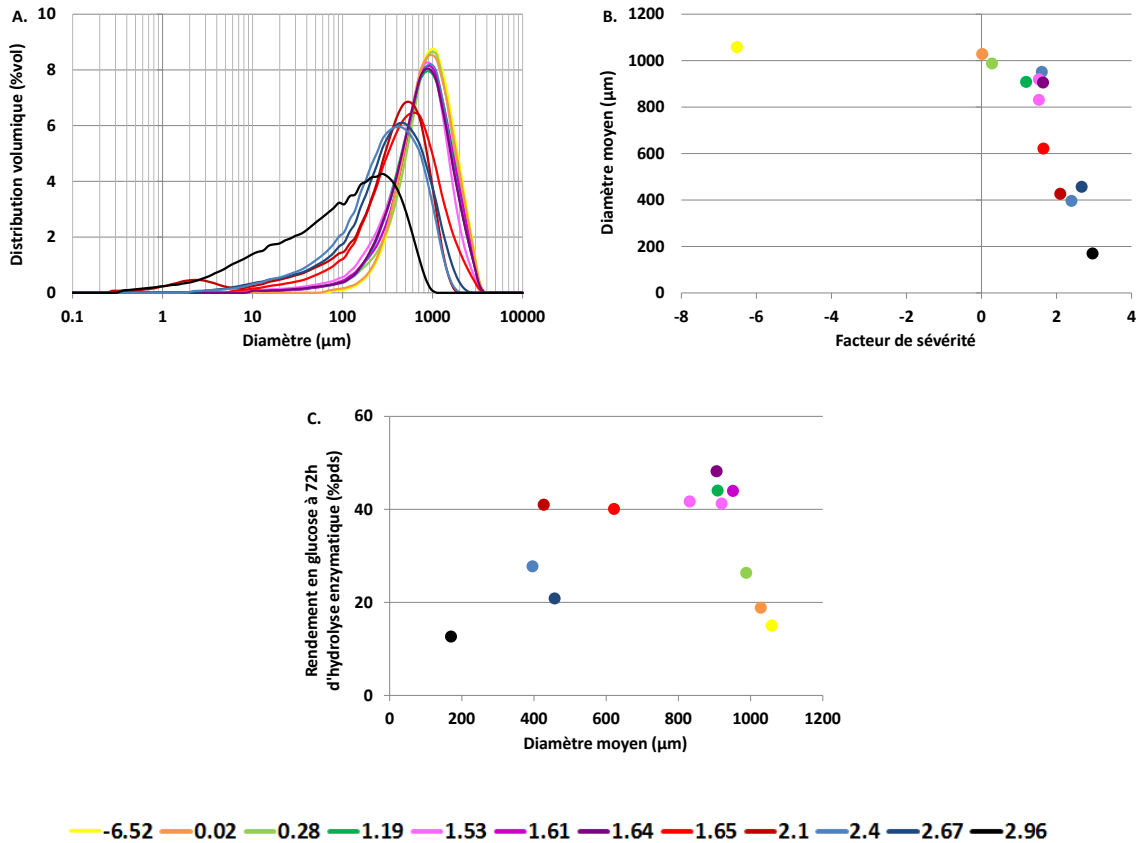 A.
10
8
6
4
2
0
0.1 1 10 100 1000 10000
Distribution volumique (%vol)
Diamètre (µm)
B.
1200
1000
800
600
400
200
0
-8 -6 -4 -2 0 2 4
Diamètre moyen (µm)
Facteur de sévérité
C.
60
40
20
0
0 200 400 600 800 1000 1200
Rendement en glucose à 72h
d'hydrolyse enzymatique (%pds)
Diamètre moyen (µm)
-6.52 0.02 0.28 1.19 1.53 1.61 1.64 1.65 2.1 2.4 2.67 2.96